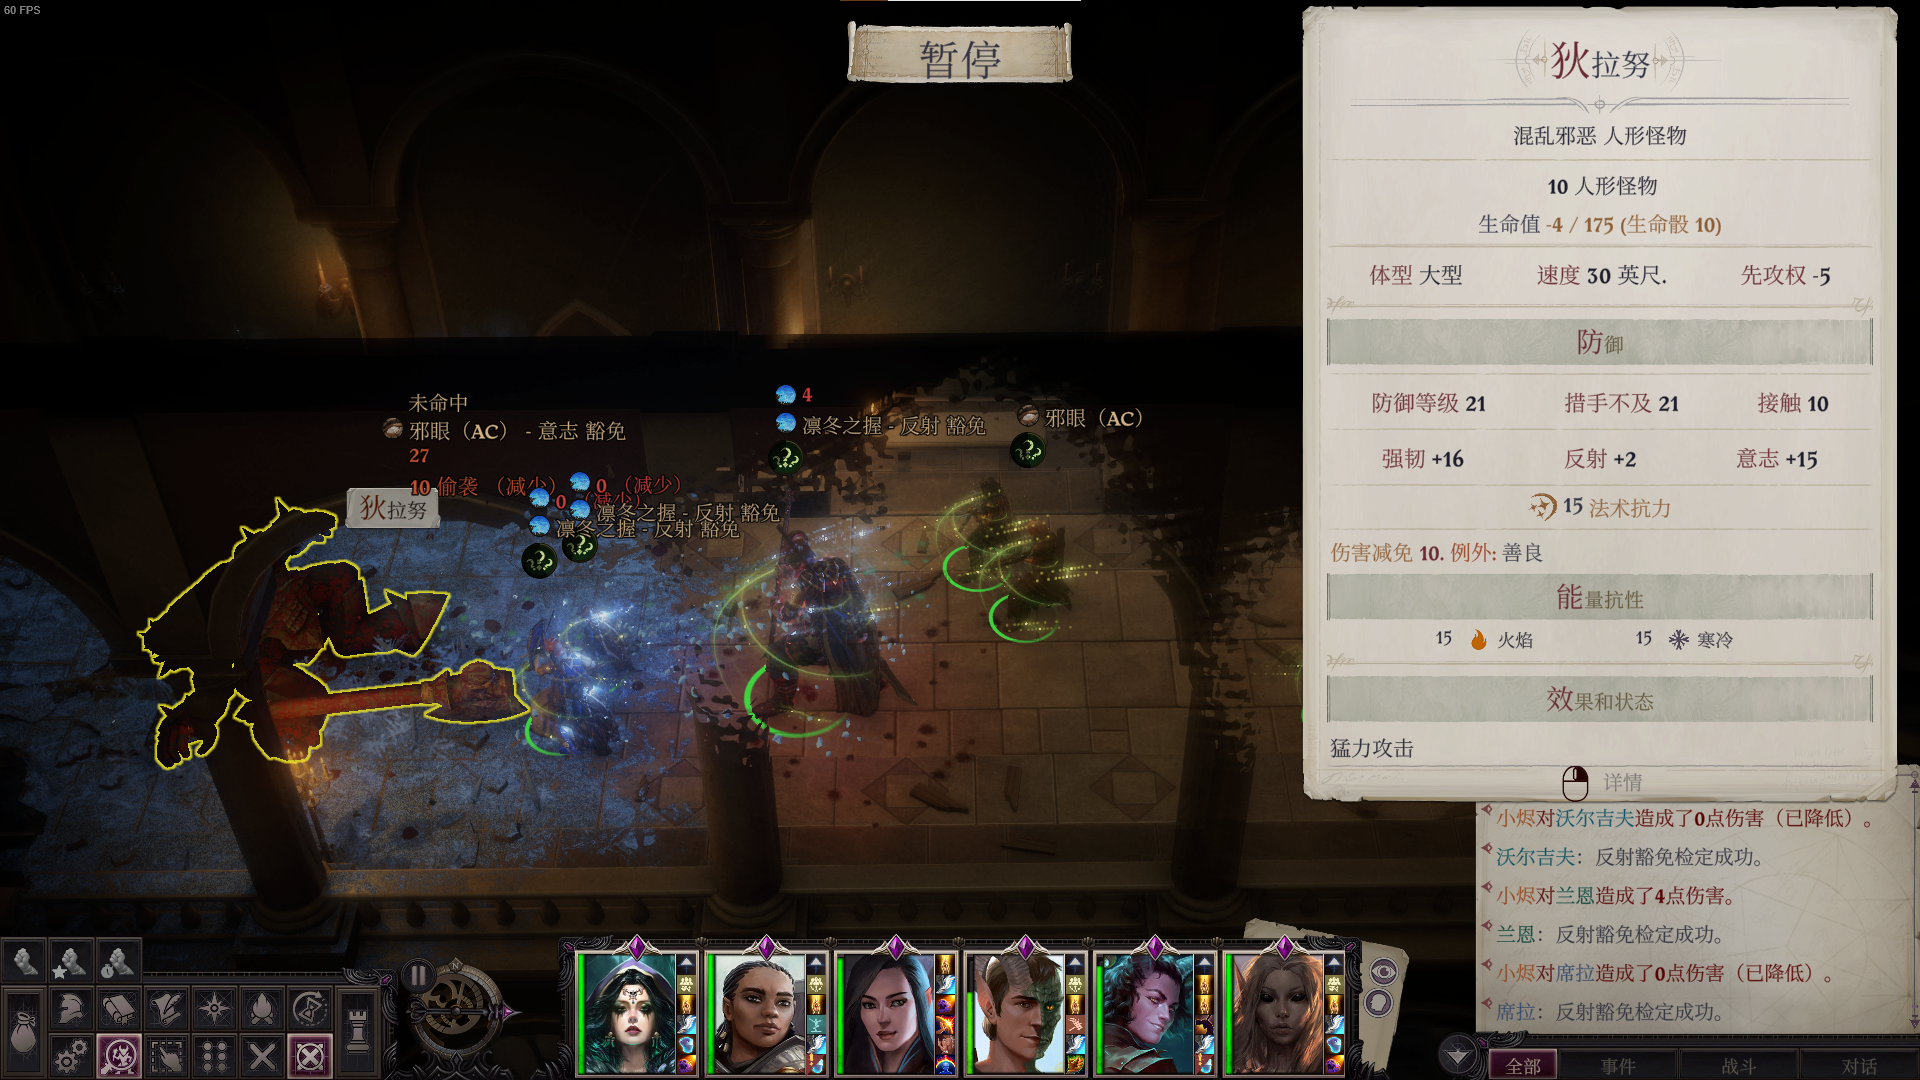 60 FPS
暂停
未命中
邪眼（AC） - 意志 豁免
27
10 偷袭 （减少）
0 （减少）
0 （减少）
凛冬之握 - 反射 豁免
凛冬之握 - 反射 豁免
狄拉努
4
凛冬之握 - 反射 豁免
邪眼（AC）
狄拉努
混乱邪恶 人形怪物
10 人形怪物
生命值 -4 / 175 (生命骰 10)
体型 大型 速度 30 英尺. 先攻权 -5
防御
防御等级 21 措手不及 21 接触 10
强韧 +16 反射 +2 意志 +15
15 法术抗力
伤害减免 10. 例外: 善良
能量抗性
15 火焰 15 寒冷
效果和状态
猛力攻击
详情
小烬对沃尔吉夫造成了0点伤害（已降低）。
沃尔吉夫：反射豁免检定成功。
小烬对兰恩造成了4点伤害。
兰恩：反射豁免检定成功。
小烬对席拉造成了0点伤害（已降低）。
席拉：反射豁免检定成功。
全部 事件 战斗 对话
N